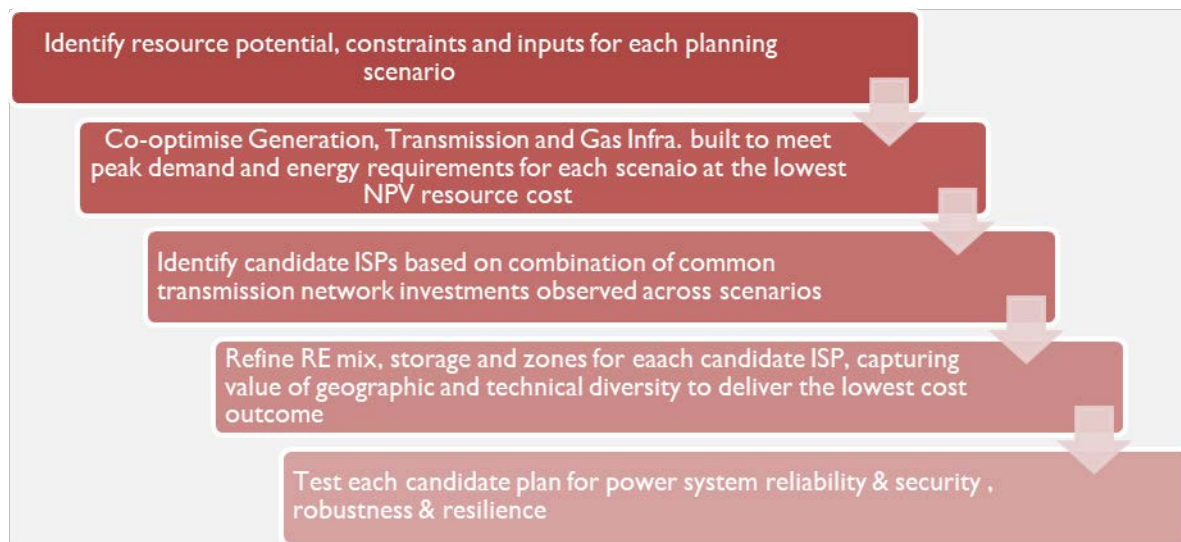 Identify resource potential, constraints and inputs for each planning
scenario
Co-optimise Generation, Transmission and Gas Infra. built to meet
peak demand and energy requirements for each scenaio at the lowest
NPV resource cost
Identify candidate ISPs based on combination of common
transmission network investments observed across scenarios
Refine RE mix, storage and zones for eaach candidate ISP, capturing
value of geographic and technical diversity to deliver the lowest cost
outcome
Test each candidate plan for power system reliability & security ,
robustness & resilience